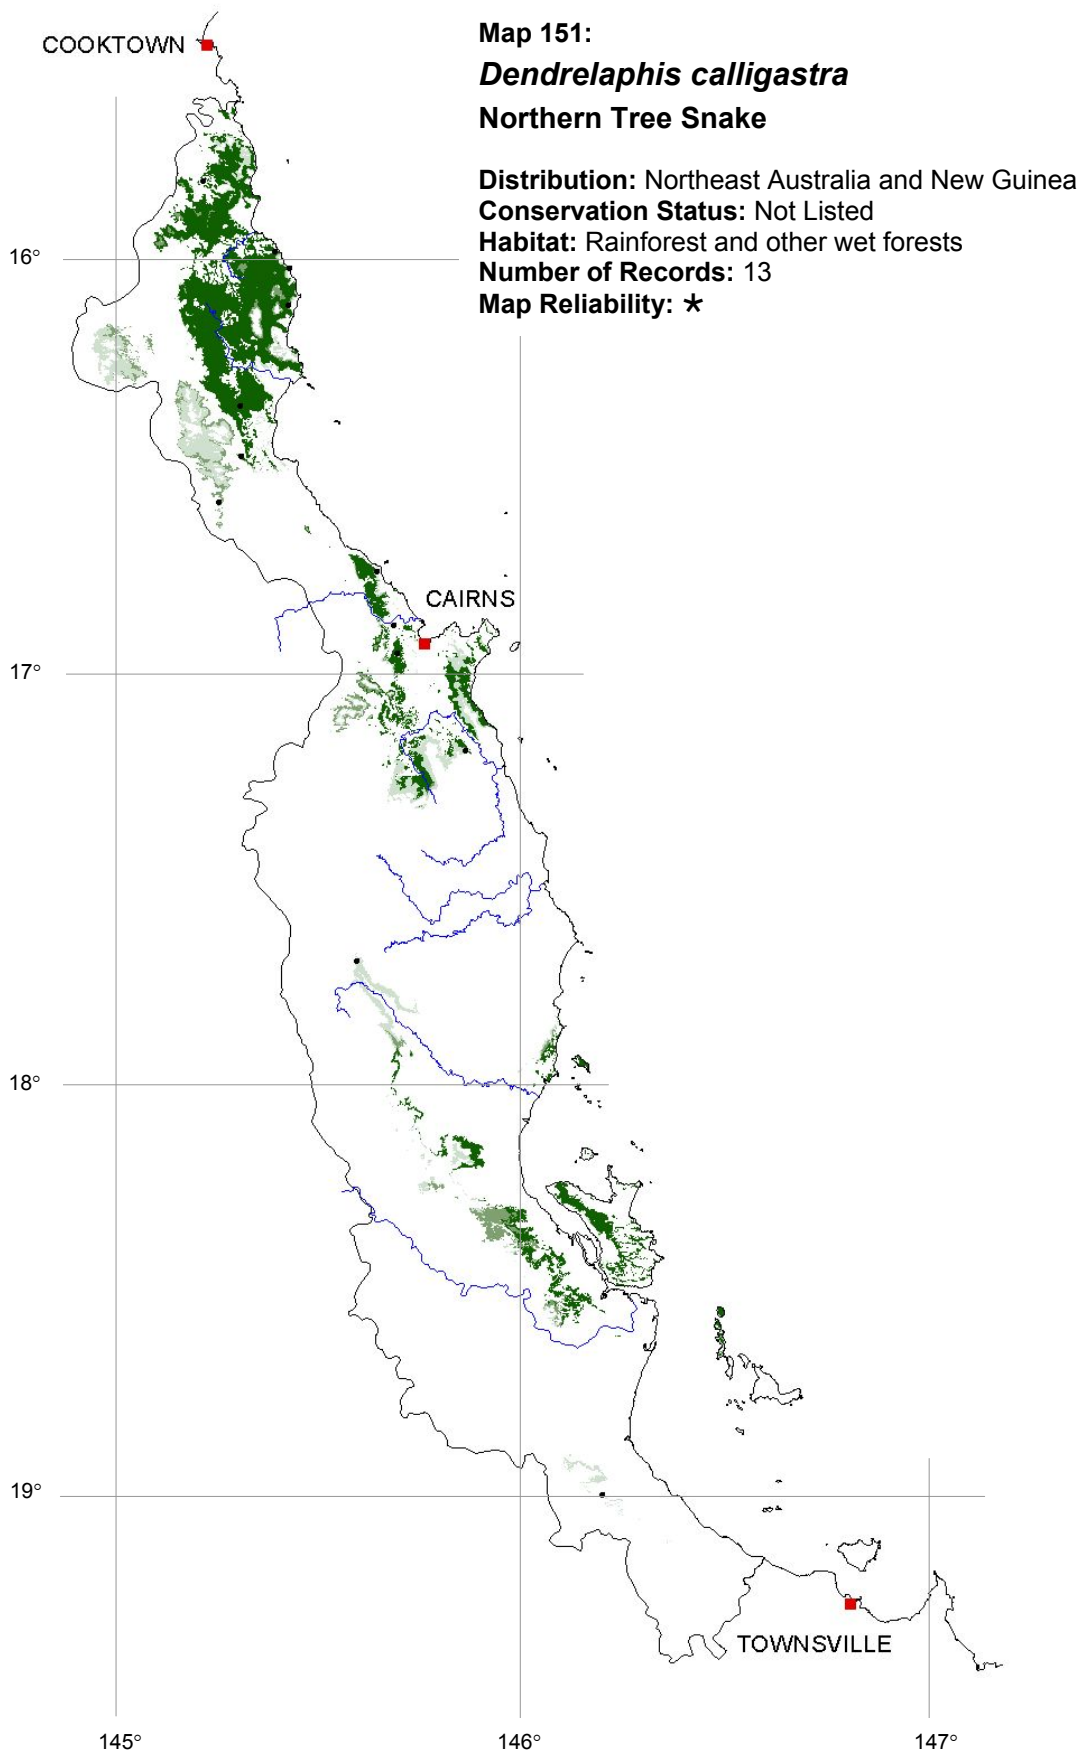 Map 151:
Dendrelaphis calligastra
Northern Tree Snake
Distribution: Northeast Australia and New Guinea
Conservation Status: Not Listed
Habitat: Rainforest and other wet forests
Number of Records: 13
Map Reliability: *
COOKTOWN
16°
CAIRNS
17°
18°
19°
TOWNSVILLE
145° 146° 147°